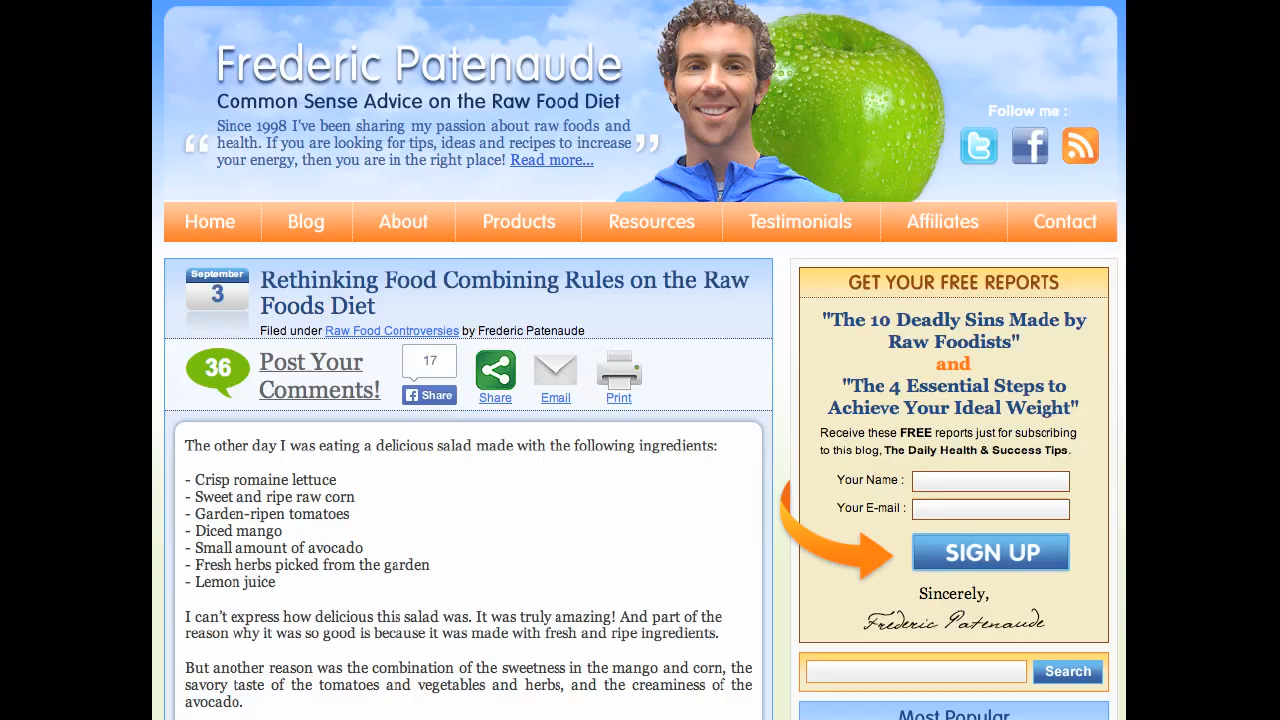 Frederic Patenaude
Common Sense Advice on the Raw Food Diet
“ Since 1998 I've been sharing my passion about raw foods and
health. If you are looking for tips, ideas and recipes to increase
your energy, then you are in the right place! Read more... ”
Follow me :
Home Blog About Products Resources Testimonials Affiliates Contact
September
3
Rethinking Food Combining Rules on the Raw
Foods Diet
Filed under Raw Food Controversies by Frederic Patenaude
36
Post Your
Comments!
17
Share
Share
Email
Print
The other day I was eating a delicious salad made with the following ingredients:
- Crisp romaine lettuce
- Sweet and ripe raw corn
- Garden-ripen tomatoes
- Diced mango
- Small amount of avocado
- Fresh herbs picked from the garden
- Lemon juice
I can't express how delicious this salad was. It was truly amazing! And part of the
reason why it was so good is because it was made with fresh and ripe ingredients.
But another reason was the combination of the sweetness in the mango and corn, the
savory taste of the tomatoes and vegetables and herbs, and the creaminess of the
avocado.
GET YOUR FREE REPORTS
"The 10 Deadly Sins Made by
Raw Foodists"
and
"The 4 Essential Steps to
Achieve Your Ideal Weight"
Receive these FREE reports just for subscribing
to this blog, The Daily Health & Success Tips.
Your Name :
Your E-mail :
SIGN UP
Sincerely,
Frederic Patenaude
Search
Most Popular